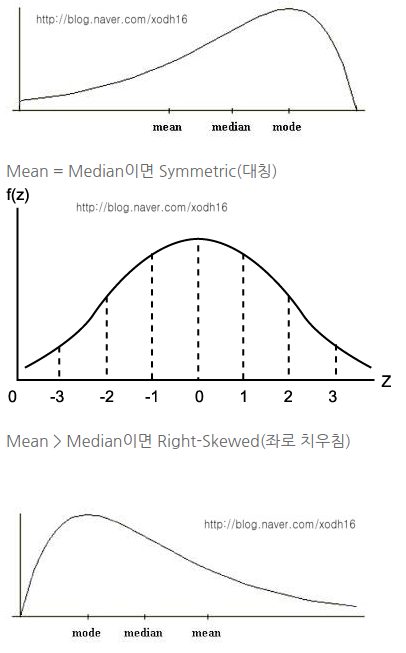 http://blog.naver.com/xodh16
mean median mode
Mean = Median이면 Symmetric(대칭)
f(z)
http://blog.naver.com/xodh16
0 -3 -2 -1 0 1 2 3 Z
Mean > Median이면 Right-Skewed(좌로 치우침)
http://blog.naver.com/xodh16
mode median mean